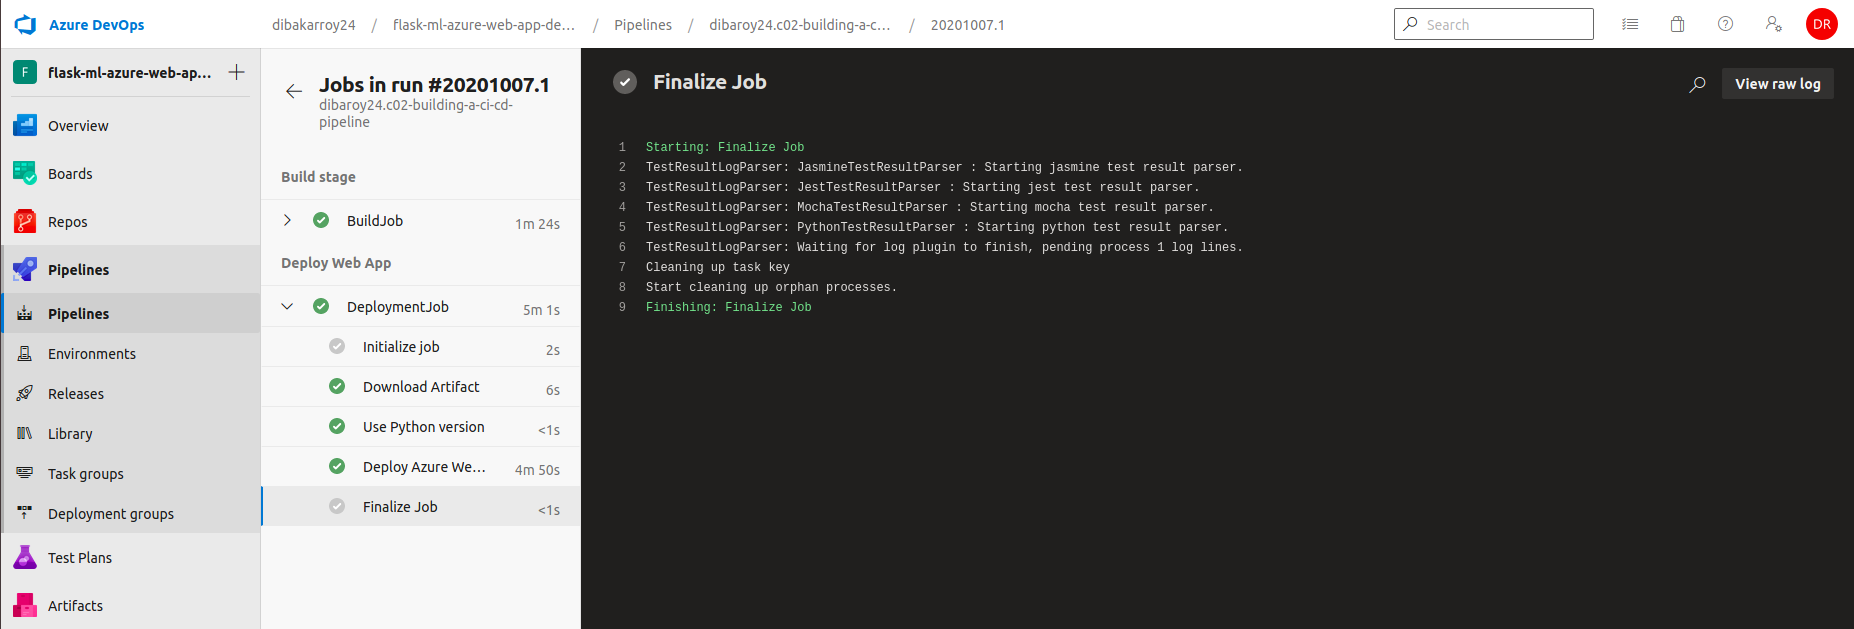 Azure DevOps
dibakarroy24 / flask-ml-azure-web-app-de... / Pipelines / dibaroy24.c02-building-a-c... / 20201007.1
Search
DR
F
flask-ml-azure-web-ap...
Overview
Boards
Repos
Pipelines
Pipelines
Environments
Releases
Library
Task groups
Deployment groups
Test Plans
Artifacts
Jobs in run #20201007.1
dibaroy24.c02-building-a-ci-cd-
pipeline
Build stage
BuildJob 1m 24s
Deploy Web App
DeploymentJob 5m 1s
Initialize job 2s
Download Artifact 6s
Use Python version <1s
Deploy Azure We... 4m 50s
Finalize Job <1s
Finalize Job
View raw log
1 Starting: Finalize Job
2 TestResultLogParser: JasmineTestResultParser : Starting jasmine test result parser.
3 TestResultLogParser: JestTestResultParser : Starting jest test result parser.
4 TestResultLogParser: MochaTestResultParser : Starting mocha test result parser.
5 TestResultLogParser: PythonTestResultParser : Starting python test result parser.
6 TestResultLogParser: Waiting for log plugin to finish, pending process 1 log lines.
7 Cleaning up task key
8 Start cleaning up orphan processes.
9 Finishing: Finalize Job